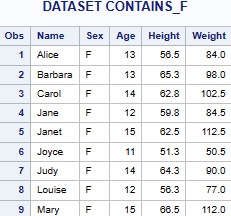 DATASET CONTAINS_F
Obs Name Sex Age Height Weight
1 Alice F 13 56.5 84.0
2 Barbara F 13 65.3 98.0
3 Carol F 14 62.8 102.5
4 Jane F 12 59.8 84.5
5 Janet F 15 62.5 112.5
6 Joyce F 11 51.3 50.5
7 Judy F 14 64.3 90.0
8 Louise F 12 56.3 77.0
9 Mary F 15 66.5 112.0